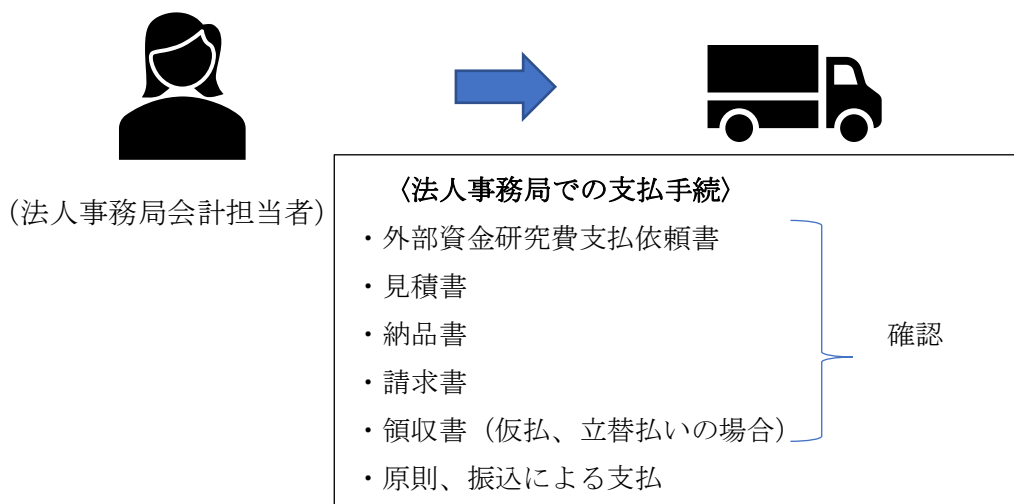 (法人事務局会計担当者)
〈法人事務局での支払手続〉
・外部資金研究費支払依頼書
・見積書
・納品書
・請求書
・領収書（仮払、立替払いの場合）
・原則、振込による支払
確認